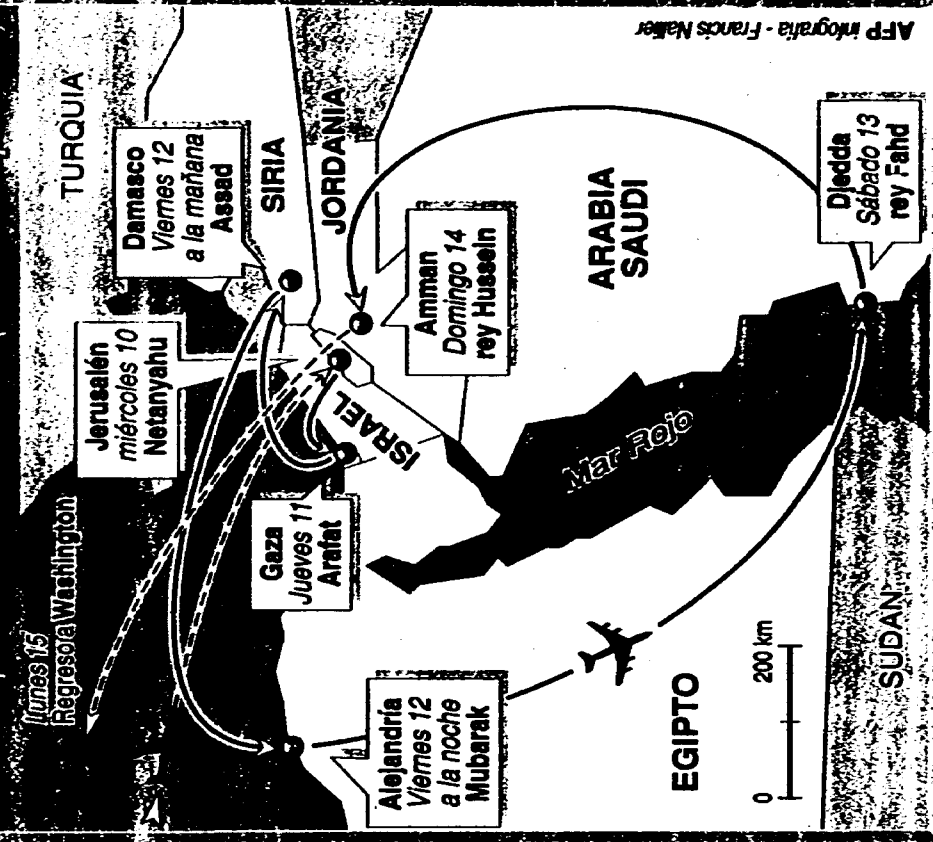 AFP infografía - Francis Nallier
TURQUIA
Damasco
Viernes 12
a la mañana
Assad
SIRIA
JORDANIA
Jerusalén
miércoles 10
Netanyahu
Amman
Domingo 14
rey Hussein
ARABIA
SAUDI
Djedda
Sábado 13
rey Fahd
ISRAEL
Mar Rojo
Gaza
Jueves 11
Arafat
lunes 15
Regreso a Washington
Alejandría
Viernes 12
a la noche
Mubarak
EGIPTO
0
200 km
SUDAN